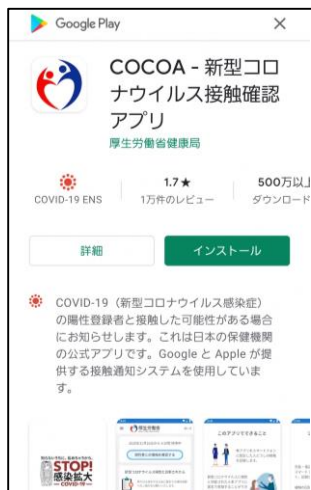 Google Play
COCOA - 新型コロ
ナウイルス接触確認
アプリ
厚生労働省健康局
COVID-19 ENS
1.7★
1万件のレビュー
500万以上
ダウンロード
詳細
インストール
COVID-19（新型コロナウイルス感染症）
の陽性登録者と接触した可能性がある場合
にお知らせします。これは日本の保健機関
の公式アプリです。Google と Apple が提
供する接触通知システムを使用していま
す。
STOP!
感染拡大
COVID-19
厚生労働省
このアプリでできること